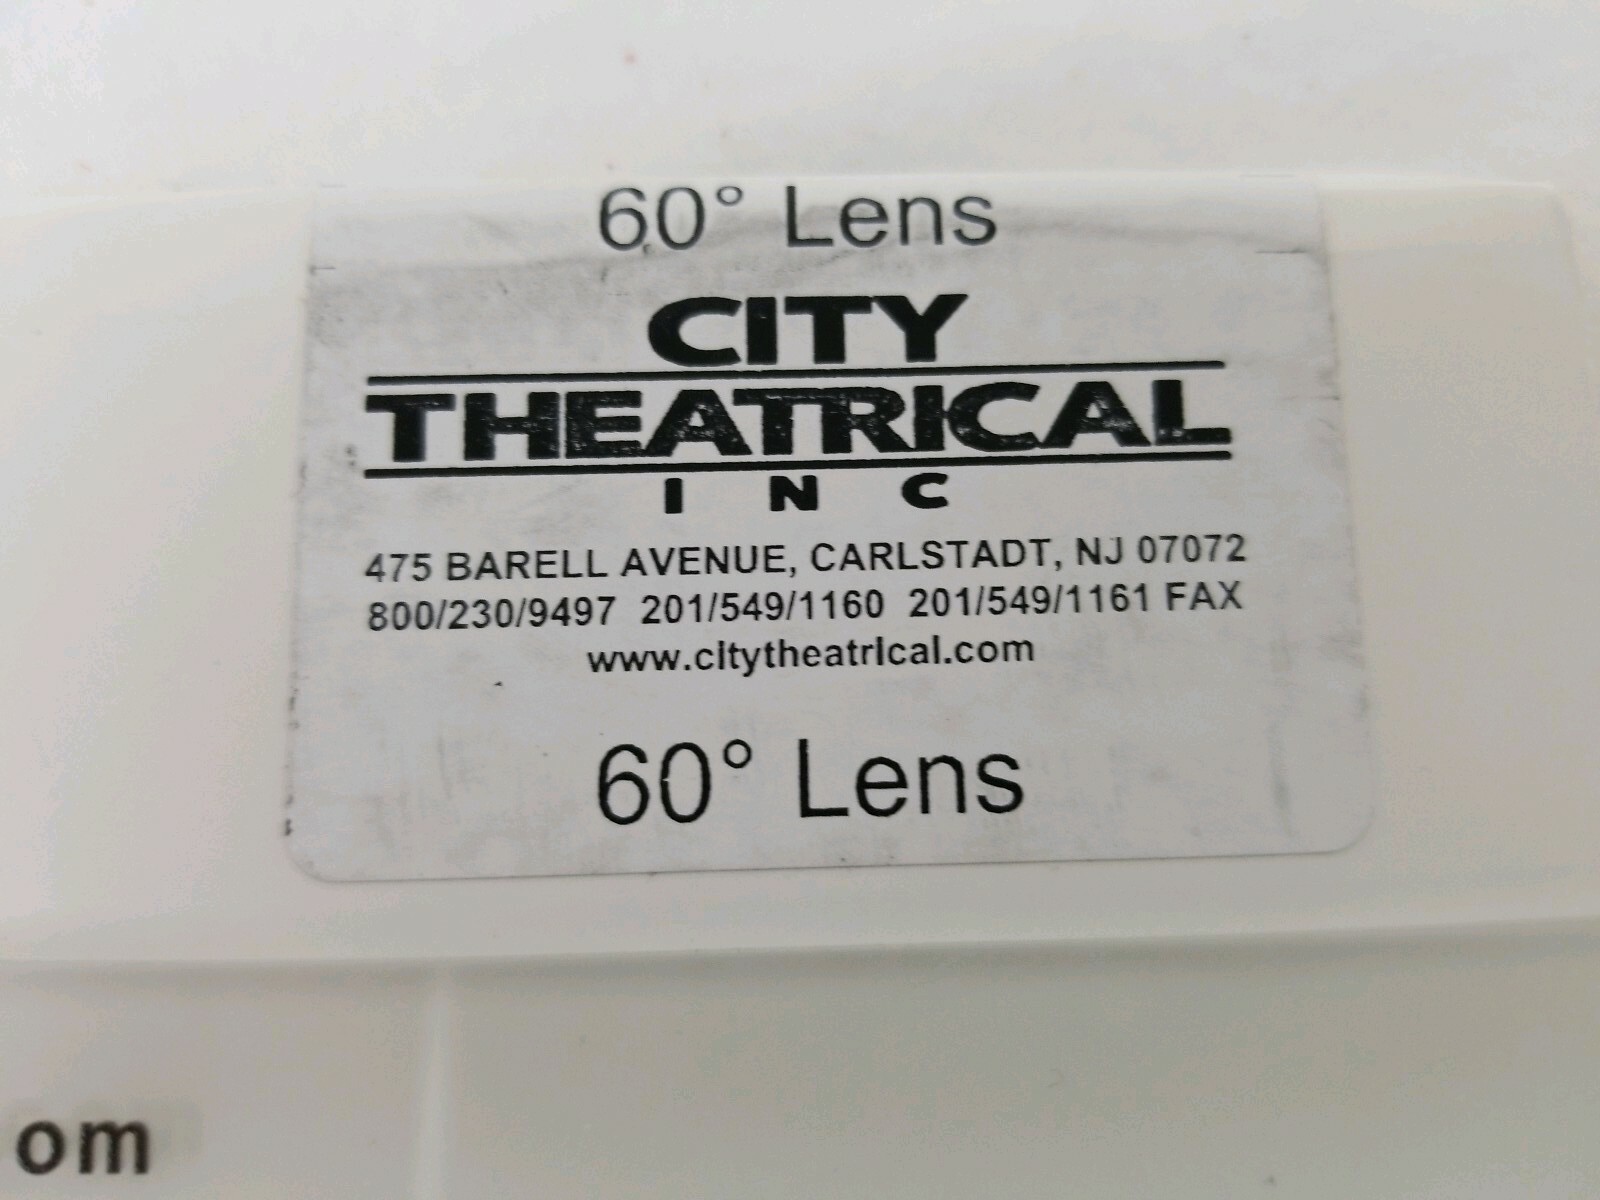 60° Lens
CITY
THEATRICAL
INC
475 BARELL AVENUE, CARLSTADT, NJ 07072
800/230/9497 201/549/1160 201/549/1161 FAX
www.citytheatrical.com
60° Lens
om